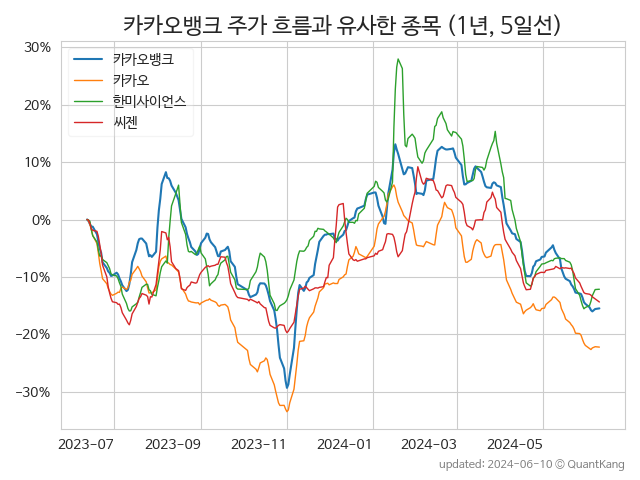 카카오뱅크 주가 흐름과 유사한 종목 (1년, 5일선)
30%
20%
10%
0%
−10%
−20%
−30%
카카오뱅크
카카오
한미사이언스
씨젠
2023-07
2023-09
2023-11
2024-01
2024-03
2024-05
updated: 2024-06-10 © QuantKang